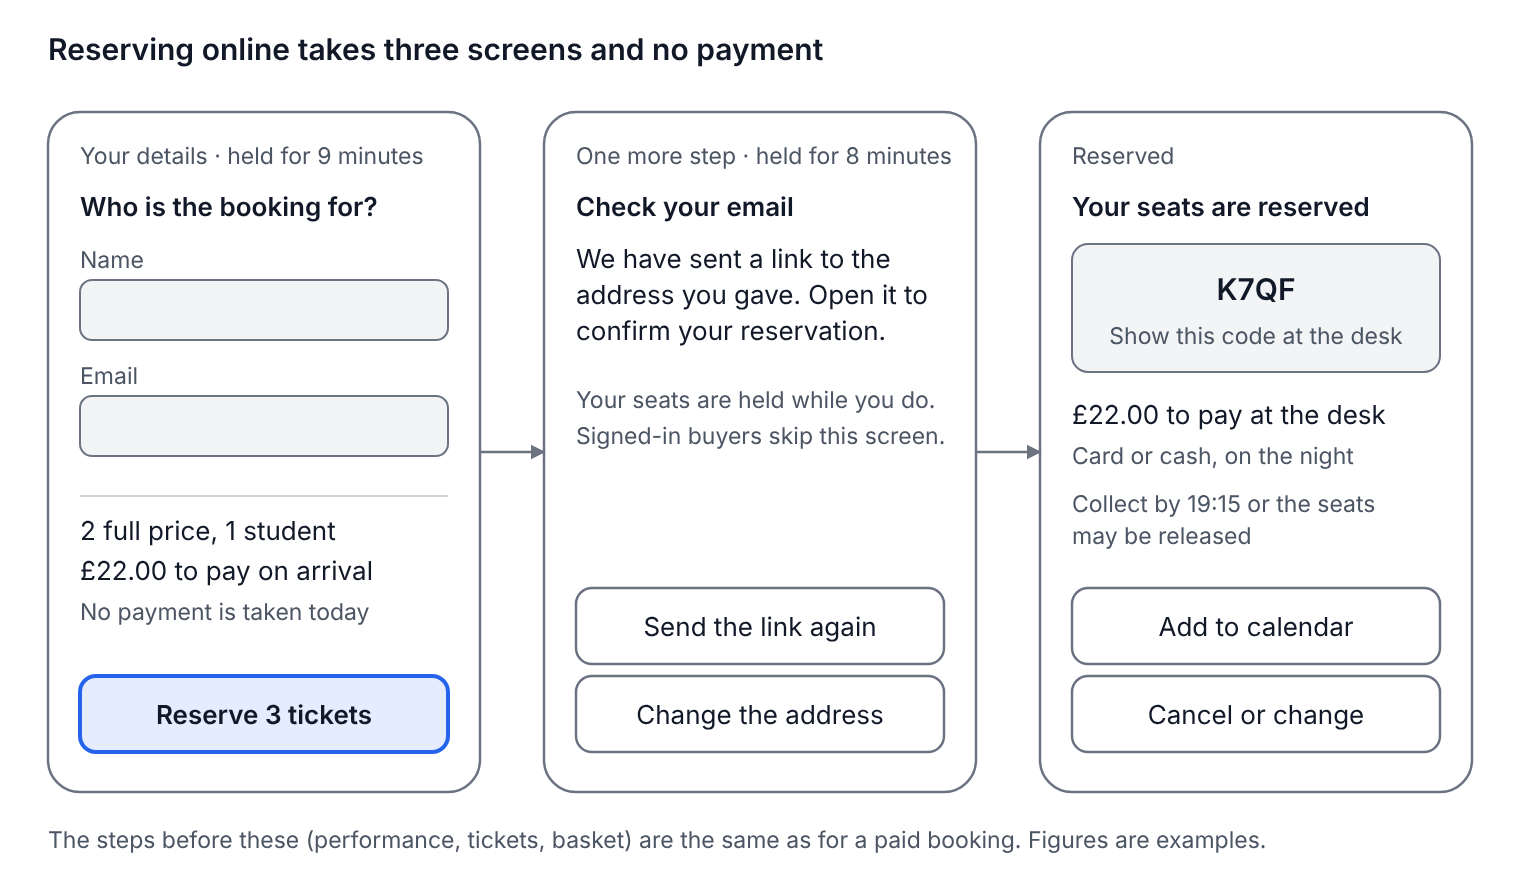 Reserving online takes three screens and no payment
Your details · held for 9 minutes
Who is the booking for?
Name
Email
2 full price, 1 student
£22.00 to pay on arrival
No payment is taken today
Reserve 3 tickets
One more step · held for 8 minutes
Check your email
We have sent a link to the
address you gave. Open it to
confirm your reservation.
Your seats are held while you do.
Signed-in buyers skip this screen.
Send the link again
Change the address
Reserved
Your seats are reserved
K7QF
Show this code at the desk
£22.00 to pay at the desk
Card or cash, on the night
Collect by 19:15 or the seats
may be released
Add to calendar
Cancel or change
The steps before these (performance, tickets, basket) are the same as for a paid booking. Figures are examples.